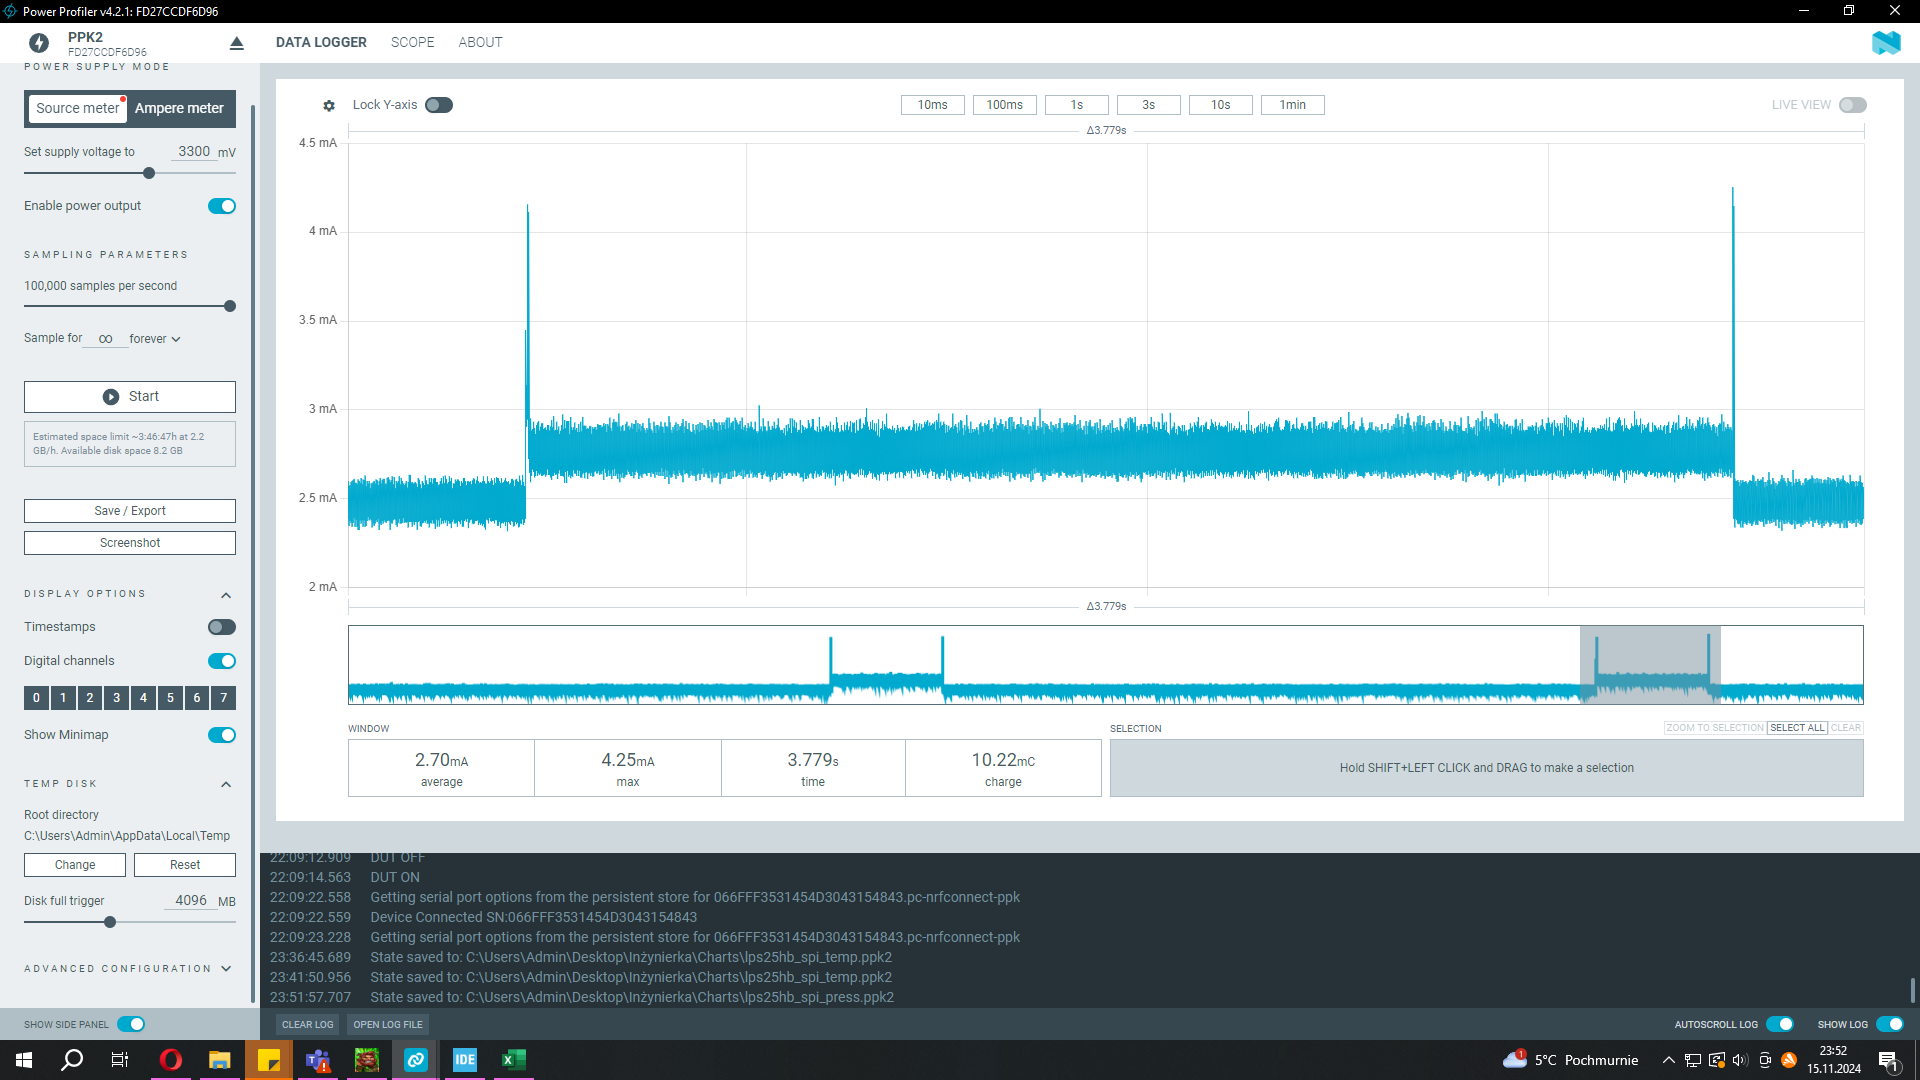 Power Profiler v4.2.1: FD27CCDF6D96
PPK2
FD27CCDF6D96
DATA LOGGER SCOPE ABOUT
POWER SUPPLY MODE
Source meter Ampere meter
Set supply voltage to 3300 mV
Enable power output
SAMPLING PARAMETERS
100,000 samples per second
Sample for ∞ forever
Start
Estimated space limit ~3:46:47h at 2.2
GB/h. Available disk space 8.2 GB
Save / Export
Screenshot
DISPLAY OPTIONS
Timestamps
Digital channels
0 1 2 3 4 5 6 7
Show Minimap
TEMP DISK
Root directory
C:\Users\Admin\AppData\Local\Temp
Change Reset
Disk full trigger 4096 MB
ADVANCED CONFIGURATION
SHOW SIDE PANEL
Lock Y-axis
10ms 100ms 1s 3s 10s 1min
LIVE VIEW
Δ3.779s
4.5 mA
4 mA
3.5 mA
3 mA
2.5 mA
2 mA
Δ3.779s
WINDOW
2.70mA 4.25mA 3.779s 10.22mC
average max time charge
SELECTION
ZOOM TO SELECTION SELECT ALL CLEAR
Hold SHIFT+LEFT CLICK and DRAG to make a selection
22:09:12.909 DUT OFF
22:09:14.563 DUT ON
22:09:22.558 Getting serial port options from the persistent store for 066FFF3531454D3043154843.pc-nrfconnect-ppk
22:09:22.559 Device Connected SN:066FFF3531454D3043154843
22:09:23.228 Getting serial port options from the persistent store for 066FFF3531454D3043154843.pc-nrfconnect-ppk
23:36:45.689 State saved to: C:\Users\Admin\Desktop\Inżynierka\Charts\lps25hb_spi_temp.ppk2
23:41:50.956 State saved to: C:\Users\Admin\Desktop\Inżynierka\Charts\lps25hb_spi_temp.ppk2
23:51:57.707 State saved to: C:\Users\Admin\Desktop\Inżynierka\Charts\lps25hb_spi_press.ppk2
CLEAR LOG OPEN LOG FILE
AUTOSCROLL LOG SHOW LOG
IDE
1
5°C Pochmurnie
23:52
15.11.2024
1